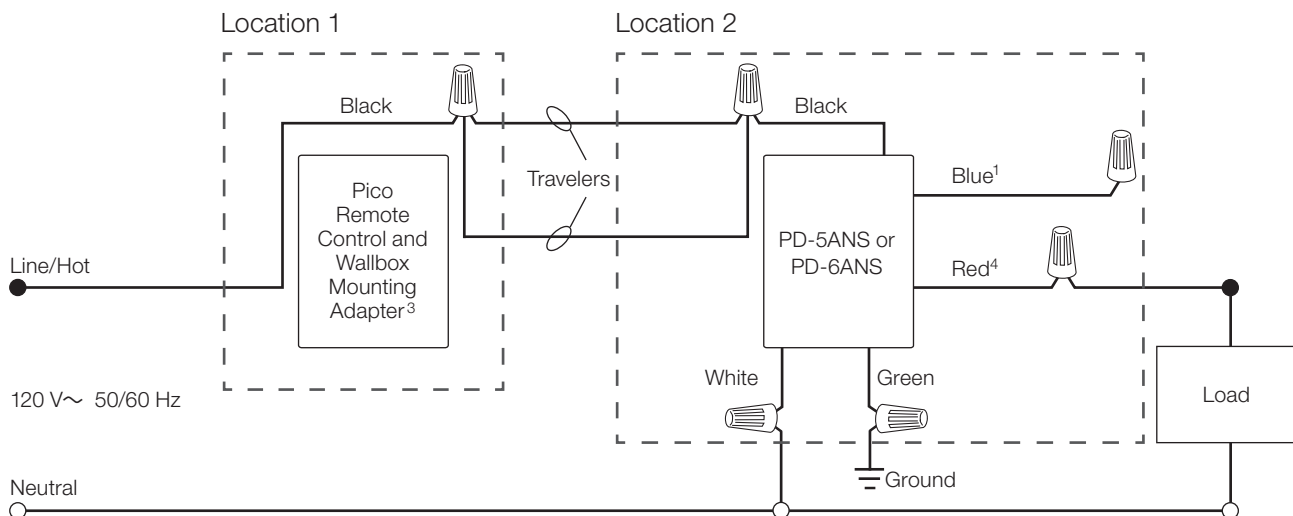 Location 1
Location 2
Black
Black
Travelers
Blue¹
Pico
Remote
Control and
Wallbox
Mounting
Adapter³
PD-5ANS or
PD-6ANS
Line/Hot
Red⁴
White
Green
Load
120 V~ 50/60 Hz
Ground
Neutral